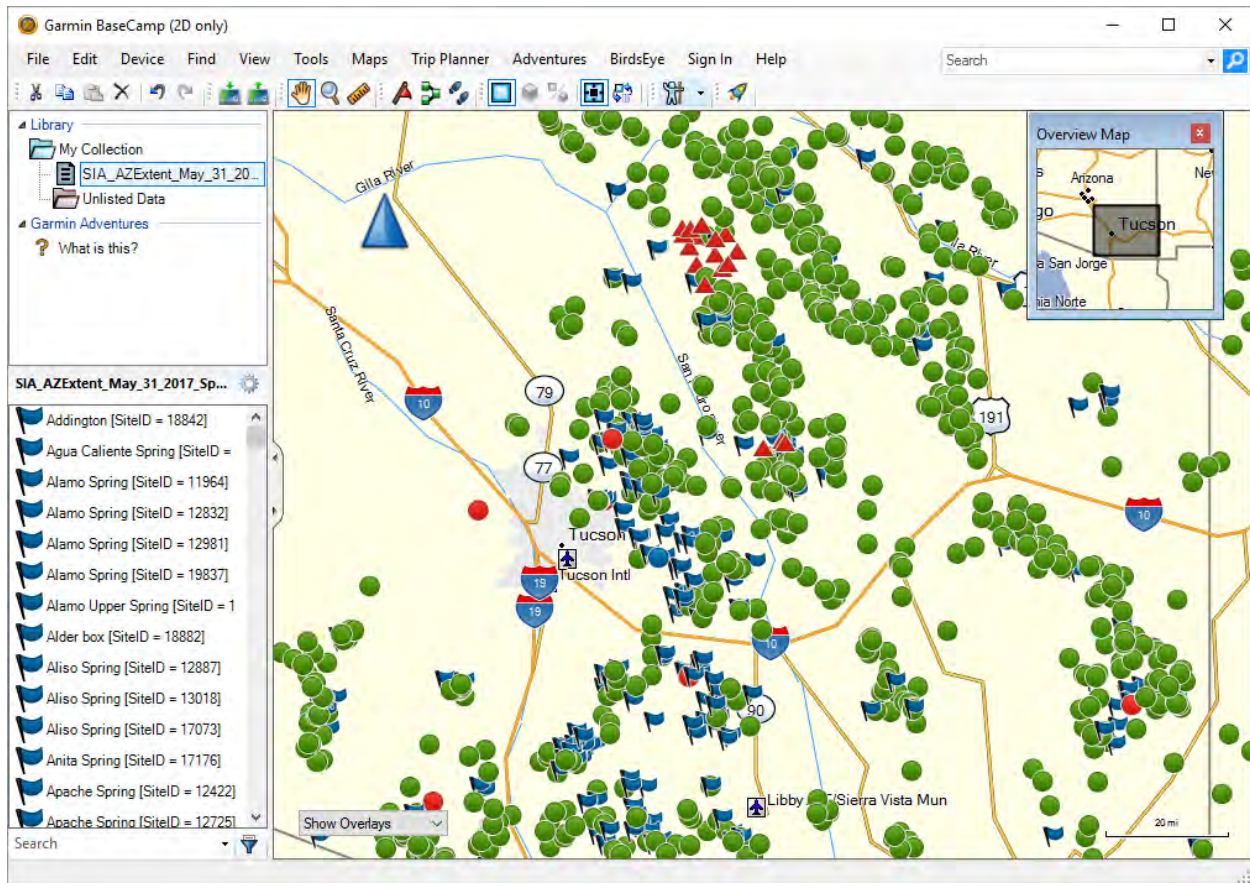 Garmin BaseCamp (2D only)
File Edit Device Find View Tools Maps Trip Planner Adventures BirdsEye Sign In Help
Search
Library
My Collection
SIA_AZExtent_May_31_20...
Unlisted Data
Garmin Adventures
? What is this?
SIA_AZExtent_May_31_2017_Sp...
Addington [SiteID = 18842]
Agua Caliente Spring [SiteID =
Alamo Spring [SiteID = 11964]
Alamo Spring [SiteID = 12832]
Alamo Spring [SiteID = 12981]
Alamo Spring [SiteID = 19837]
Alamo Upper Spring [SiteID = 1
Alder box [SiteID = 18882]
Aliso Spring [SiteID = 12887]
Aliso Spring [SiteID = 13018]
Aliso Spring [SiteID = 17073]
Anita Spring [SiteID = 17176]
Apache Spring [SiteID = 12422]
Apache Spring [SiteID = 12725]
Search
Gila River
Santa Cruz River
San
River
River
10
79
77
191
10
Tucson
Tucson Intl
19
19
10
90
Libby
/Sierra Vista Mun
Show Overlays
20 mi
Overview Map
Arizona
Tucson
San Jorge
Norte